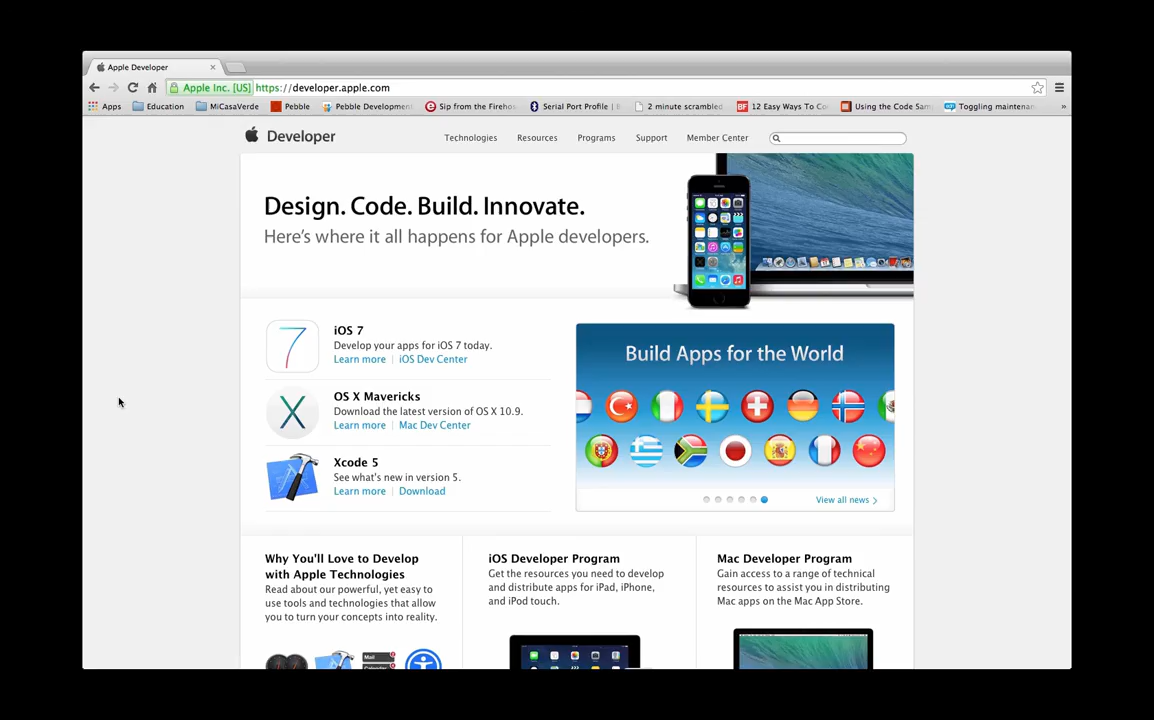 Apple Developer
Apple Inc. [US] https://developer.apple.com
Apps Education MiCasaVerde Pebble Pebble Development Sip from the Fireho Serial Port Profile | 2 minute scrambled 12 Easy Ways To Using the Code Sam Toggling maintenan »
Developer Technologies Resources Programs Support Member Center
Design. Code. Build. Innovate.
Here's where it all happens for Apple developers.
iOS 7
Develop your apps for iOS 7 today.
Learn more | iOS Dev Center
OS X Mavericks
Download the latest version of OS X 10.9.
Learn more | Mac Dev Center
Xcode 5
See what's new in version 5.
Learn more | Download
Build Apps for the World
View all news
Why You'll Love to Develop
with Apple Technologies
Read about our powerful, yet easy to
use tools and technologies that allow
you to turn your concepts into reality.
iOS Developer Program
Get the resources you need to develop
and distribute apps for iPad, iPhone,
and iPod touch.
Mac Developer Program
Gain access to a range of technical
resources to assist you in distributing
Mac apps on the Mac App Store.
Mail